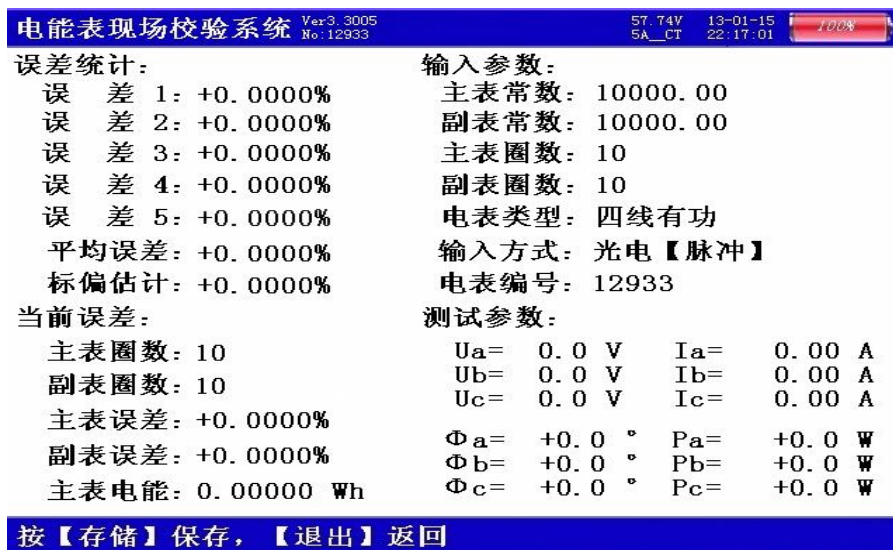 电能表现场校验系统 Ver3.3005 No:12933 57.74V 5A__CT 13-01-15 22:17:01 100%
误差统计:
误 差 1: +0.0000%
误 差 2: +0.0000%
误 差 3: +0.0000%
误 差 4: +0.0000%
误 差 5: +0.0000%
平均误差: +0.0000%
标偏估计: +0.0000%
当前误差:
主表圈数: 10
副表圈数: 10
主表误差: +0.0000%
副表误差: +0.0000%
主表电能: 0.00000 Wh
输入参数:
主表常数: 10000.00
副表常数: 10000.00
主表圈数: 10
副表圈数: 10
电表类型: 四线有功
输入方式: 光电【脉冲】
电表编号: 12933
测试参数:
Ua= 0.0 V Ia= 0.00 A
Ub= 0.0 V Ib= 0.00 A
Uc= 0.0 V Ic= 0.00 A
Φa= +0.0 ° Pa= +0.0 W
Φb= +0.0 ° Pb= +0.0 W
Φc= +0.0 ° Pc= +0.0 W
按【存储】保存，【退出】返回